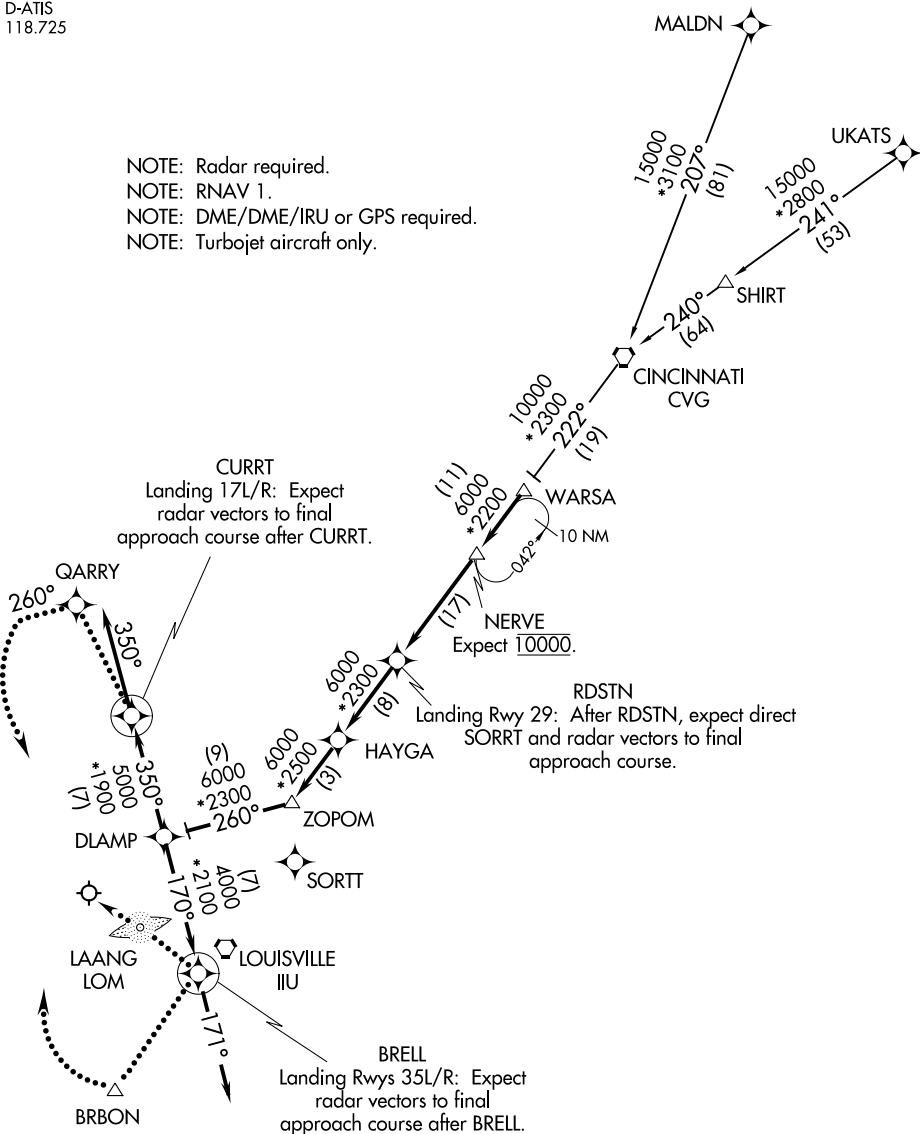 D-ATIS
118.725
MALDN
UKATS
NOTE: Radar required.
NOTE: RNAV 1.
NOTE: DME/DME/IRU or GPS required.
NOTE: Turbojet aircraft only.
15000
*3100
207°
(81)
15000
*2800
241°
(53)
SHIRT
240°
(64)
CINCINNATI
CVG
10000
*2300
222°
(19)
CURRT
Landing 17L/R: Expect
radar vectors to final
approach course after CURRT.
(11)
6000
*2200
WARSA
10 NM
042°
QARRY
260°
350°
(17)
NERVE
Expect 10000.
6000
*2300
(8)
RDSTN
Landing Rwy 29: After RDSTN, expect direct
SORRT and radar vectors to final
approach course.
HAYGA
6000
*2500
(3)
(9)
6000
*2300
260°
ZOPOM
350°
5000
*1900
(7)
DLAMP
SORTT
(7)
4000
*2100
170°
LAANG
LOM
LOUISVILLE
IIU
171°
BRELL
Landing Rwys 35L/R: Expect
radar vectors to final
approach course after BRELL.
BRBON